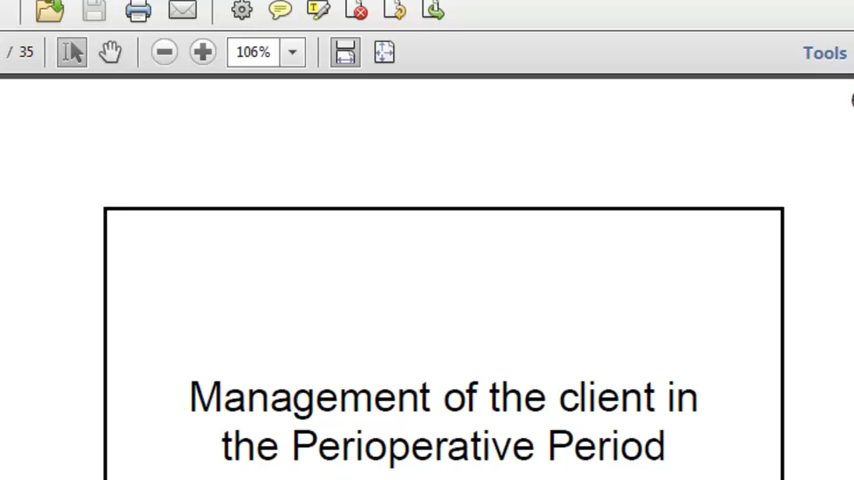 / 35
106%
Tools
Management of the client in
the Perioperative Period